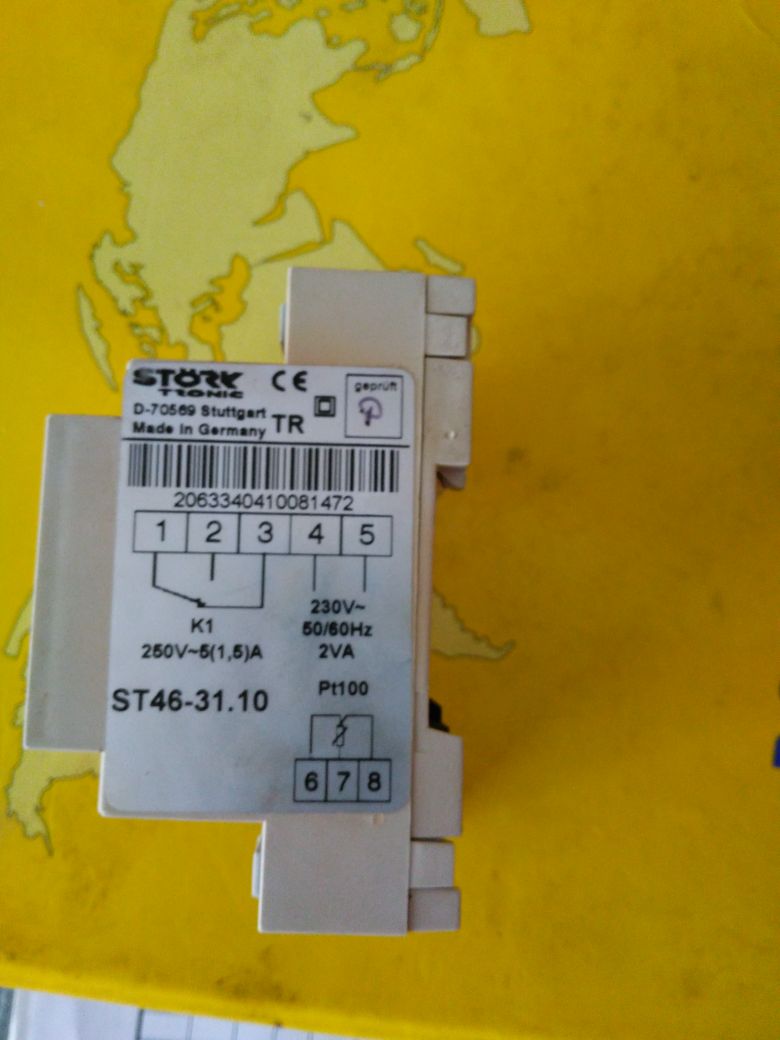 STÖRK
TRONIC
CE
geprüft
D-70569 Stuttgart
Made in Germany
TR
2063340410081472
1 2 3 4 5
230V~
K1 50/60Hz
250V~5(1,5)A 2VA
ST46-31.10
Pt100
6 7 8